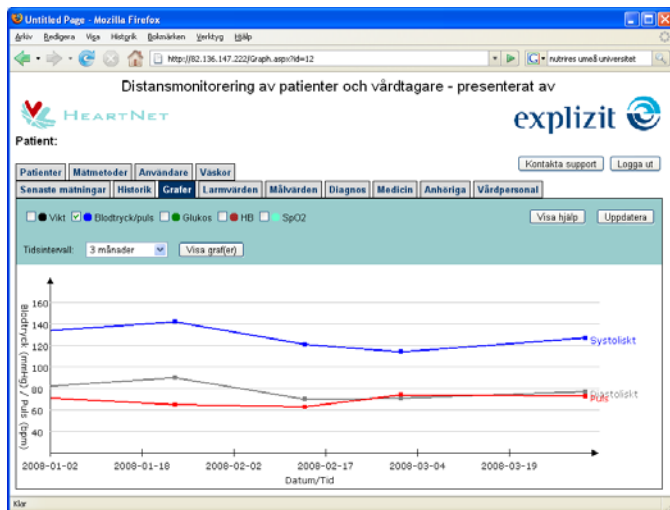 Untitled Page - Mozilla Firefox
Arkiv Redigera Visa Historik Bokmärken Verktyg Hjälp
http://82.136.147.222/Graph.aspx?id=12 nutrires umeå universitet
Distansmonitorering av patienter och vårdtagare - presenterat av
HEARTNET explizit
Patient:
Kontakta support Logga ut
Patienter Mätmetoder Användare Väskor
Senaste mätningar Historik Grafer Larmvärden Målvärden Diagnos Medicin Anhöriga Vårdpersonal
Vikt Blodtryck/puls Glukos HB SpO2 Visa hjälp Uppdatera
Tidsintervall: 3 månader Visa graf(er)
Blodtryck (mmHg) / Puls (bpm)
160
140
120
100
80
60
40
Systoliskt
Diastoliskt
Puls
2008-01-02 2008-01-18 2008-02-02 2008-02-17 2008-03-04 2008-03-19
Datum/Tid
Klar